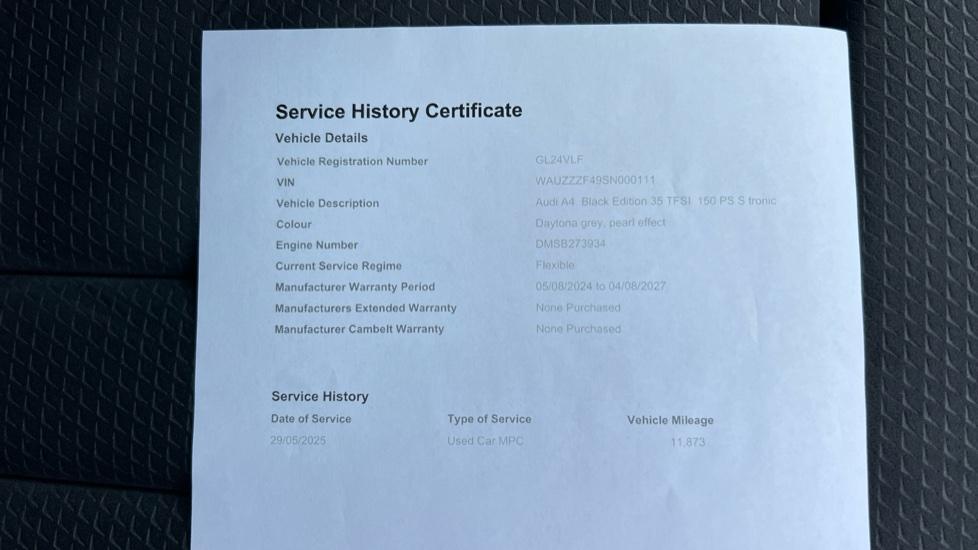 Service History Certificate
Vehicle Details
Vehicle Registration Number GL24VLF
VIN WAUZZZF49SN000111
Vehicle Description Audi A4 Black Edition 35 TFSI 150 PS S tronic
Colour Daytona grey, pearl effect
Engine Number DMSB273934
Current Service Regime Flexible
Manufacturer Warranty Period 05/08/2024 to 04/08/2027
Manufacturers Extended Warranty None Purchased
Manufacturer Cambelt Warranty None Purchased
Service History
Date of Service Type of Service Vehicle Mileage
29/05/2025 Used Car MPC 11,873